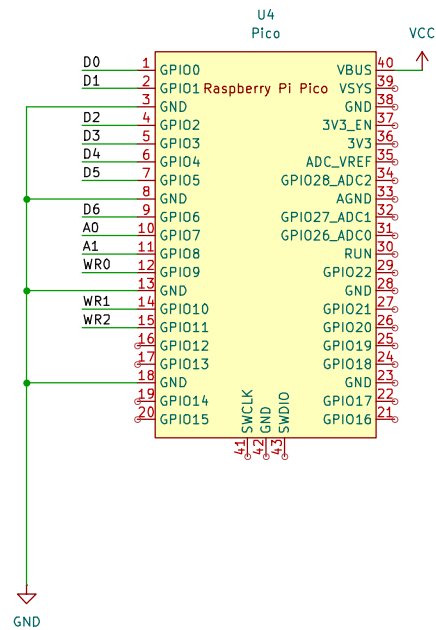 U4
Pico
VCC
D0 1 GPIO0 VBUS 40
D1 2 GPIO1 Raspberry Pi Pico VSYS 39
3 GND GND 38
D2 4 GPIO2 3V3_EN 37
D3 5 GPIO3 3V3 36
D4 6 GPIO4 ADC_VREF 35
D5 7 GPIO5 GPIO28_ADC2 34
8 GND AGND 33
D6 9 GPIO6 GPIO27_ADC1 32
A0 10 GPIO7 GPIO26_ADC0 31
A1 11 GPIO8 RUN 30
WR0 12 GPIO9 GPIO22 29
13 GND GND 28
WR1 14 GPIO10 GPIO21 27
WR2 15 GPIO11 GPIO20 26
16 GPIO12 GPIO19 25
17 GPIO13 GPIO18 24
18 GND GND 23
19 GPIO14 GPIO17 22
20 GPIO15 GPIO16 21
SWCLK GND SWDIO
41 42 43
GND